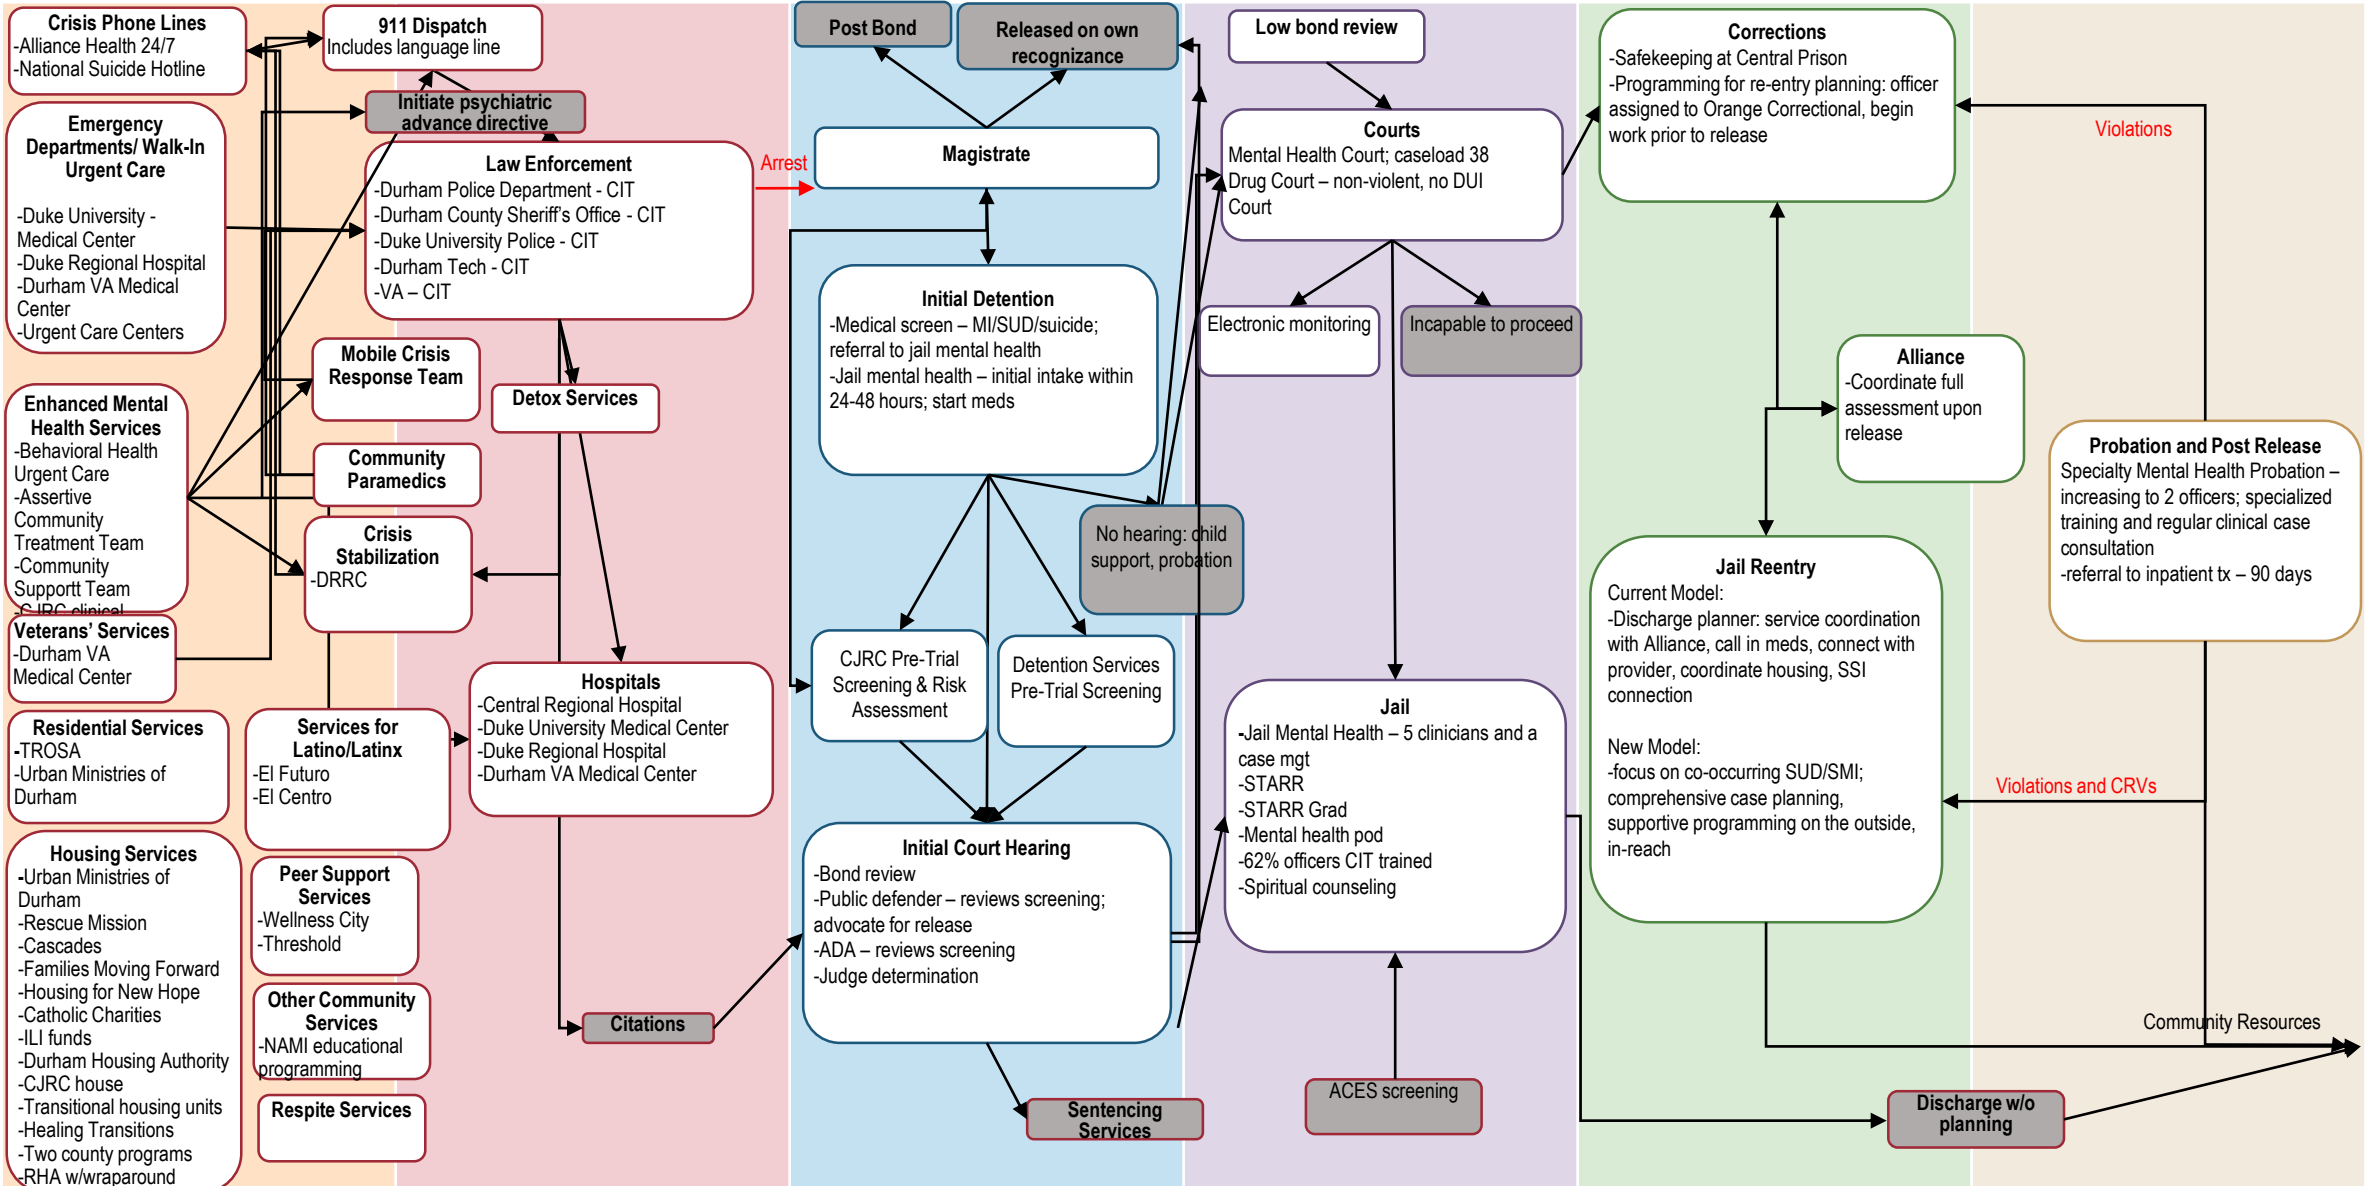 Crisis Phone Lines
-Alliance Health 24/7
-National Suicide Hotline
Emergency
Departments/ Walk-In
Urgent Care
-Duke University -
Medical Center
-Duke Regional Hospital
-Durham VA Medical
Center
-Urgent Care Centers
Enhanced Mental
Health Services
-Behavioral Health
Urgent Care
-Assertive
Community
Treatment Team
-Community
Supportt Team
-CJRC clinical
Veterans' Services
-Durham VA
Medical Center
Residential Services
-TROSA
-Urban Ministries of
Durham
Housing Services
-Urban Ministries of
Durham
-Rescue Mission
-Cascades
-Families Moving Forward
-Housing for New Hope
-Catholic Charities
-ILI funds
-Durham Housing Authority
-CJRC house
-Transitional housing units
-Healing Transitions
-Two county programs
-RHA w/wraparound
911 Dispatch
Includes language line
Initiate psychiatric
advance directive
Law Enforcement
-Durham Police Department - CIT
-Durham County Sheriff's Office - CIT
-Duke University Police - CIT
-Durham Tech - CIT
-VA – CIT
Arrest
Mobile Crisis
Response Team
Detox Services
Community
Paramedics
Crisis
Stabilization
-DRRC
Services for
Latino/Latinx
-El Futuro
-El Centro
Hospitals
-Central Regional Hospital
-Duke University Medical Center
-Duke Regional Hospital
-Durham VA Medical Center
Peer Support
Services
-Wellness City
-Threshold
Other Community
Services
-NAMI educational
programming
Respite Services
Citations
Post Bond
Released on own
recognizance
Magistrate
Initial Detention
-Medical screen – MI/SUD/suicide;
referral to jail mental health
-Jail mental health – initial intake within
24-48 hours; start meds
No hearing: child
support, probation
CJRC Pre-Trial
Screening & Risk
Assessment
Detention Services
Pre-Trial Screening
Initial Court Hearing
-Bond review
-Public defender – reviews screening;
advocate for release
-ADA – reviews screening
-Judge determination
Sentencing
Services
Low bond review
Courts
Mental Health Court; caseload 38
Drug Court – non-violent, no DUI
Court
Electronic monitoring
Incapable to proceed
Jail
-Jail Mental Health – 5 clinicians and a
case mgt
-STARR
-STARR Grad
-Mental health pod
-62% officers CIT trained
-Spiritual counseling
ACES screening
Corrections
-Safekeeping at Central Prison
-Programming for re-entry planning: officer
assigned to Orange Correctional, begin
work prior to release
Alliance
-Coordinate full
assessment upon
release
Jail Reentry
Current Model:
-Discharge planner: service coordination
with Alliance, call in meds, connect with
provider, coordinate housing, SSI
connection
New Model:
-focus on co-occurring SUD/SMI;
comprehensive case planning,
supportive programming on the outside,
in-reach
Discharge w/o
planning
Violations
Probation and Post Release
Specialty Mental Health Probation –
increasing to 2 officers; specialized
training and regular clinical case
consultation
-referral to inpatient tx – 90 days
Violations and CRVs
Community Resources